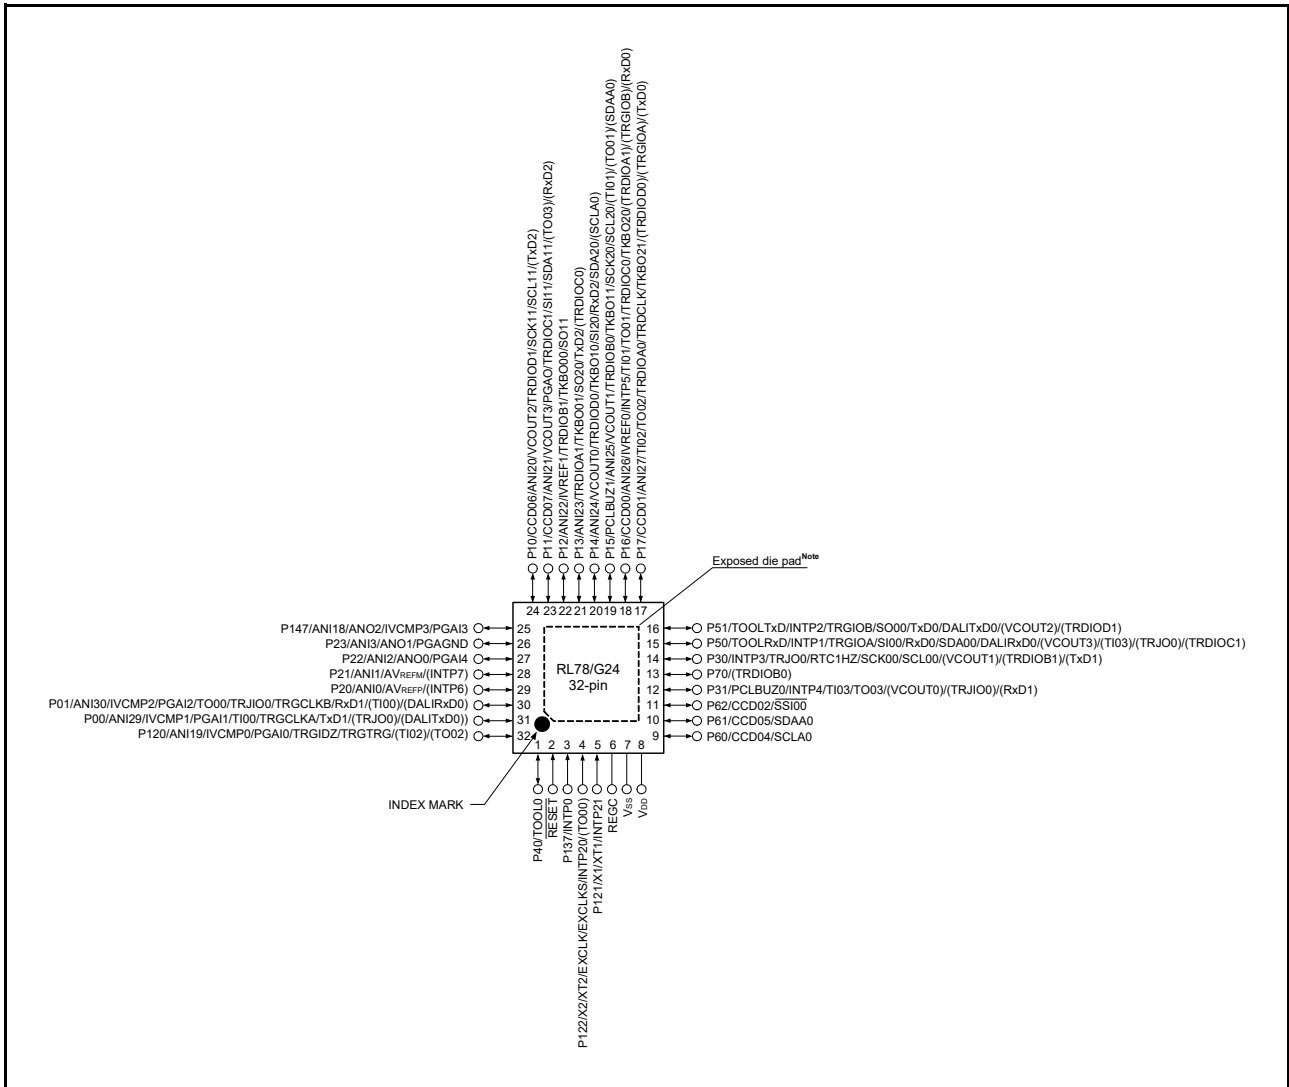 P10/CCD06/ANI20/VCOUT2/TRDIOD1/SCK11/SCL11/(TxD2)
P11/CCD07/ANI21/VCOUT3/PGAO/TRDIOC1/SI11/SDA11/(TO03)/(RxD2)
P12/ANI22/IVREF1/TRDIOB1/TKBO00/SO11
P13/ANI23/TRDIOA1/TKBO01/SO20/TxD2/(TRDIOC0)
P14/ANI24/VCOUT0/TRDIOD0/TKBO10/SI20/RxD2/SDA20/(SCLA0)
P15/PCLBUZ1/ANI25/VCOUT1/TRDIOB0/TKBO11/SCK20/SCL20/(TI01)/(TO01)/(SDAA0)
P16/CCD00/ANI26/IVREF0/INTP5/TI01/TO01/TRDIOC0/TKBO20/(TRDIOA1)/(TRGIOB)/(RxD0)
P17/CCD01/ANI27/TI02/TO02/TRDIOA0/TRDCLK/TKBO21/(TRDIOD0)/(TRGIOA)/(TxD0)
Exposed die pad Note
24 23 22 21 20 19 18 17
P147/ANI18/ANO2/IVCMP3/PGAI3 25
P23/ANI3/ANO1/PGAGND 26
P22/ANI2/ANO0/PGAI4 27
P21/ANI1/AVREFM/(INTP7) 28
P20/ANI0/AVREFP/(INTP6) 29
P01/ANI30/IVCMP2/PGAI2/TO00/TRJIO0/TRGCLKB/RxD1/(TI00)/(DALIRxD0) 30
P00/ANI29/IVCMP1/PGAI1/TI00/TRGCLKA/TxD1/(TRJO0)/(DALITxD0)) 31
P120/ANI19/IVCMP0/PGAI0/TRGIDZ/TRGTRG/(TI02)/(TO02) 32
RL78/G24
32-pin
16 P51/TOOLTxD/INTP2/TRGIOB/SO00/TxD0/DALITxD0/(VCOUT2)/(TRDIOD1)
15 P50/TOOLRxD/INTP1/TRGIOA/SI00/RxD0/SDA00/DALIRxD0/(VCOUT3)/(TI03)/(TRJO0)/(TRDIOC1)
14 P30/INTP3/TRJO0/RTC1HZ/SCK00/SCL00/(VCOUT1)/(TRDIOB1)/(TxD1)
13 P70/(TRDIOB0)
12 P31/PCLBUZ0/INTP4/TI03/TO03/(VCOUT0)/(TRJIO0)/(RxD1)
11 P62/CCD02/SSI00
10 P61/CCD05/SDAA0
9 P60/CCD04/SCLA0
1 2 3 4 5 6 7 8
INDEX MARK
P40/TOOL0
RESET
P137/INTP0
P122/X2/XT2/EXCLK/EXCLKS/INTP20/(TO00)
P121/X1/XT1/INTP21
REGC
VSS
VDD